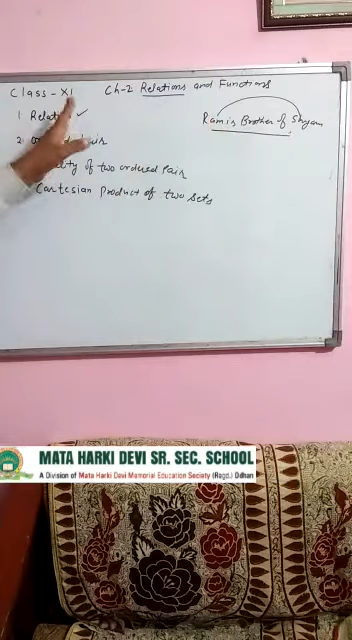 Class - XI Ch-2 Relations and Functions
1 Relation ✓
Ram is Brother of Shyam
2
of two ordered Pair
Cartesian Product of two sets
MATA HARKI DEVI SR. SEC. SCHOOL
A Division of Mata Harki Devi Memorial Education Society (Regd.) Odhan